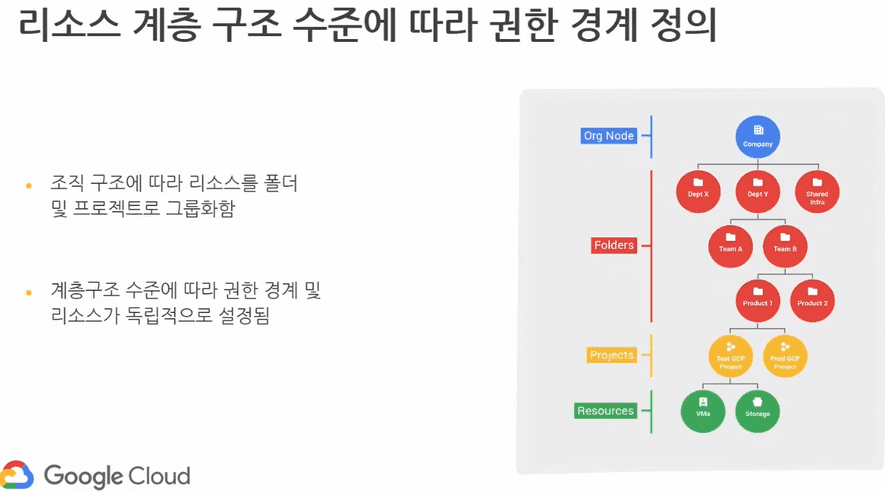 리소스 계층 구조 수준에 따라 권한 경계 정의
조직 구조에 따라 리소스를 폴더
및 프로젝트로 그룹화함
계층구조 수준에 따라 권한 경계 및
리소스가 독립적으로 설정됨
Org Node
Company
Folders
Dept X
Dept Y
Shared
Infra
Team A
Team B
Product 1
Product 2
Projects
Test GCP
Project
Prod GCP
Project
Resources
VMs
Storage
Google Cloud